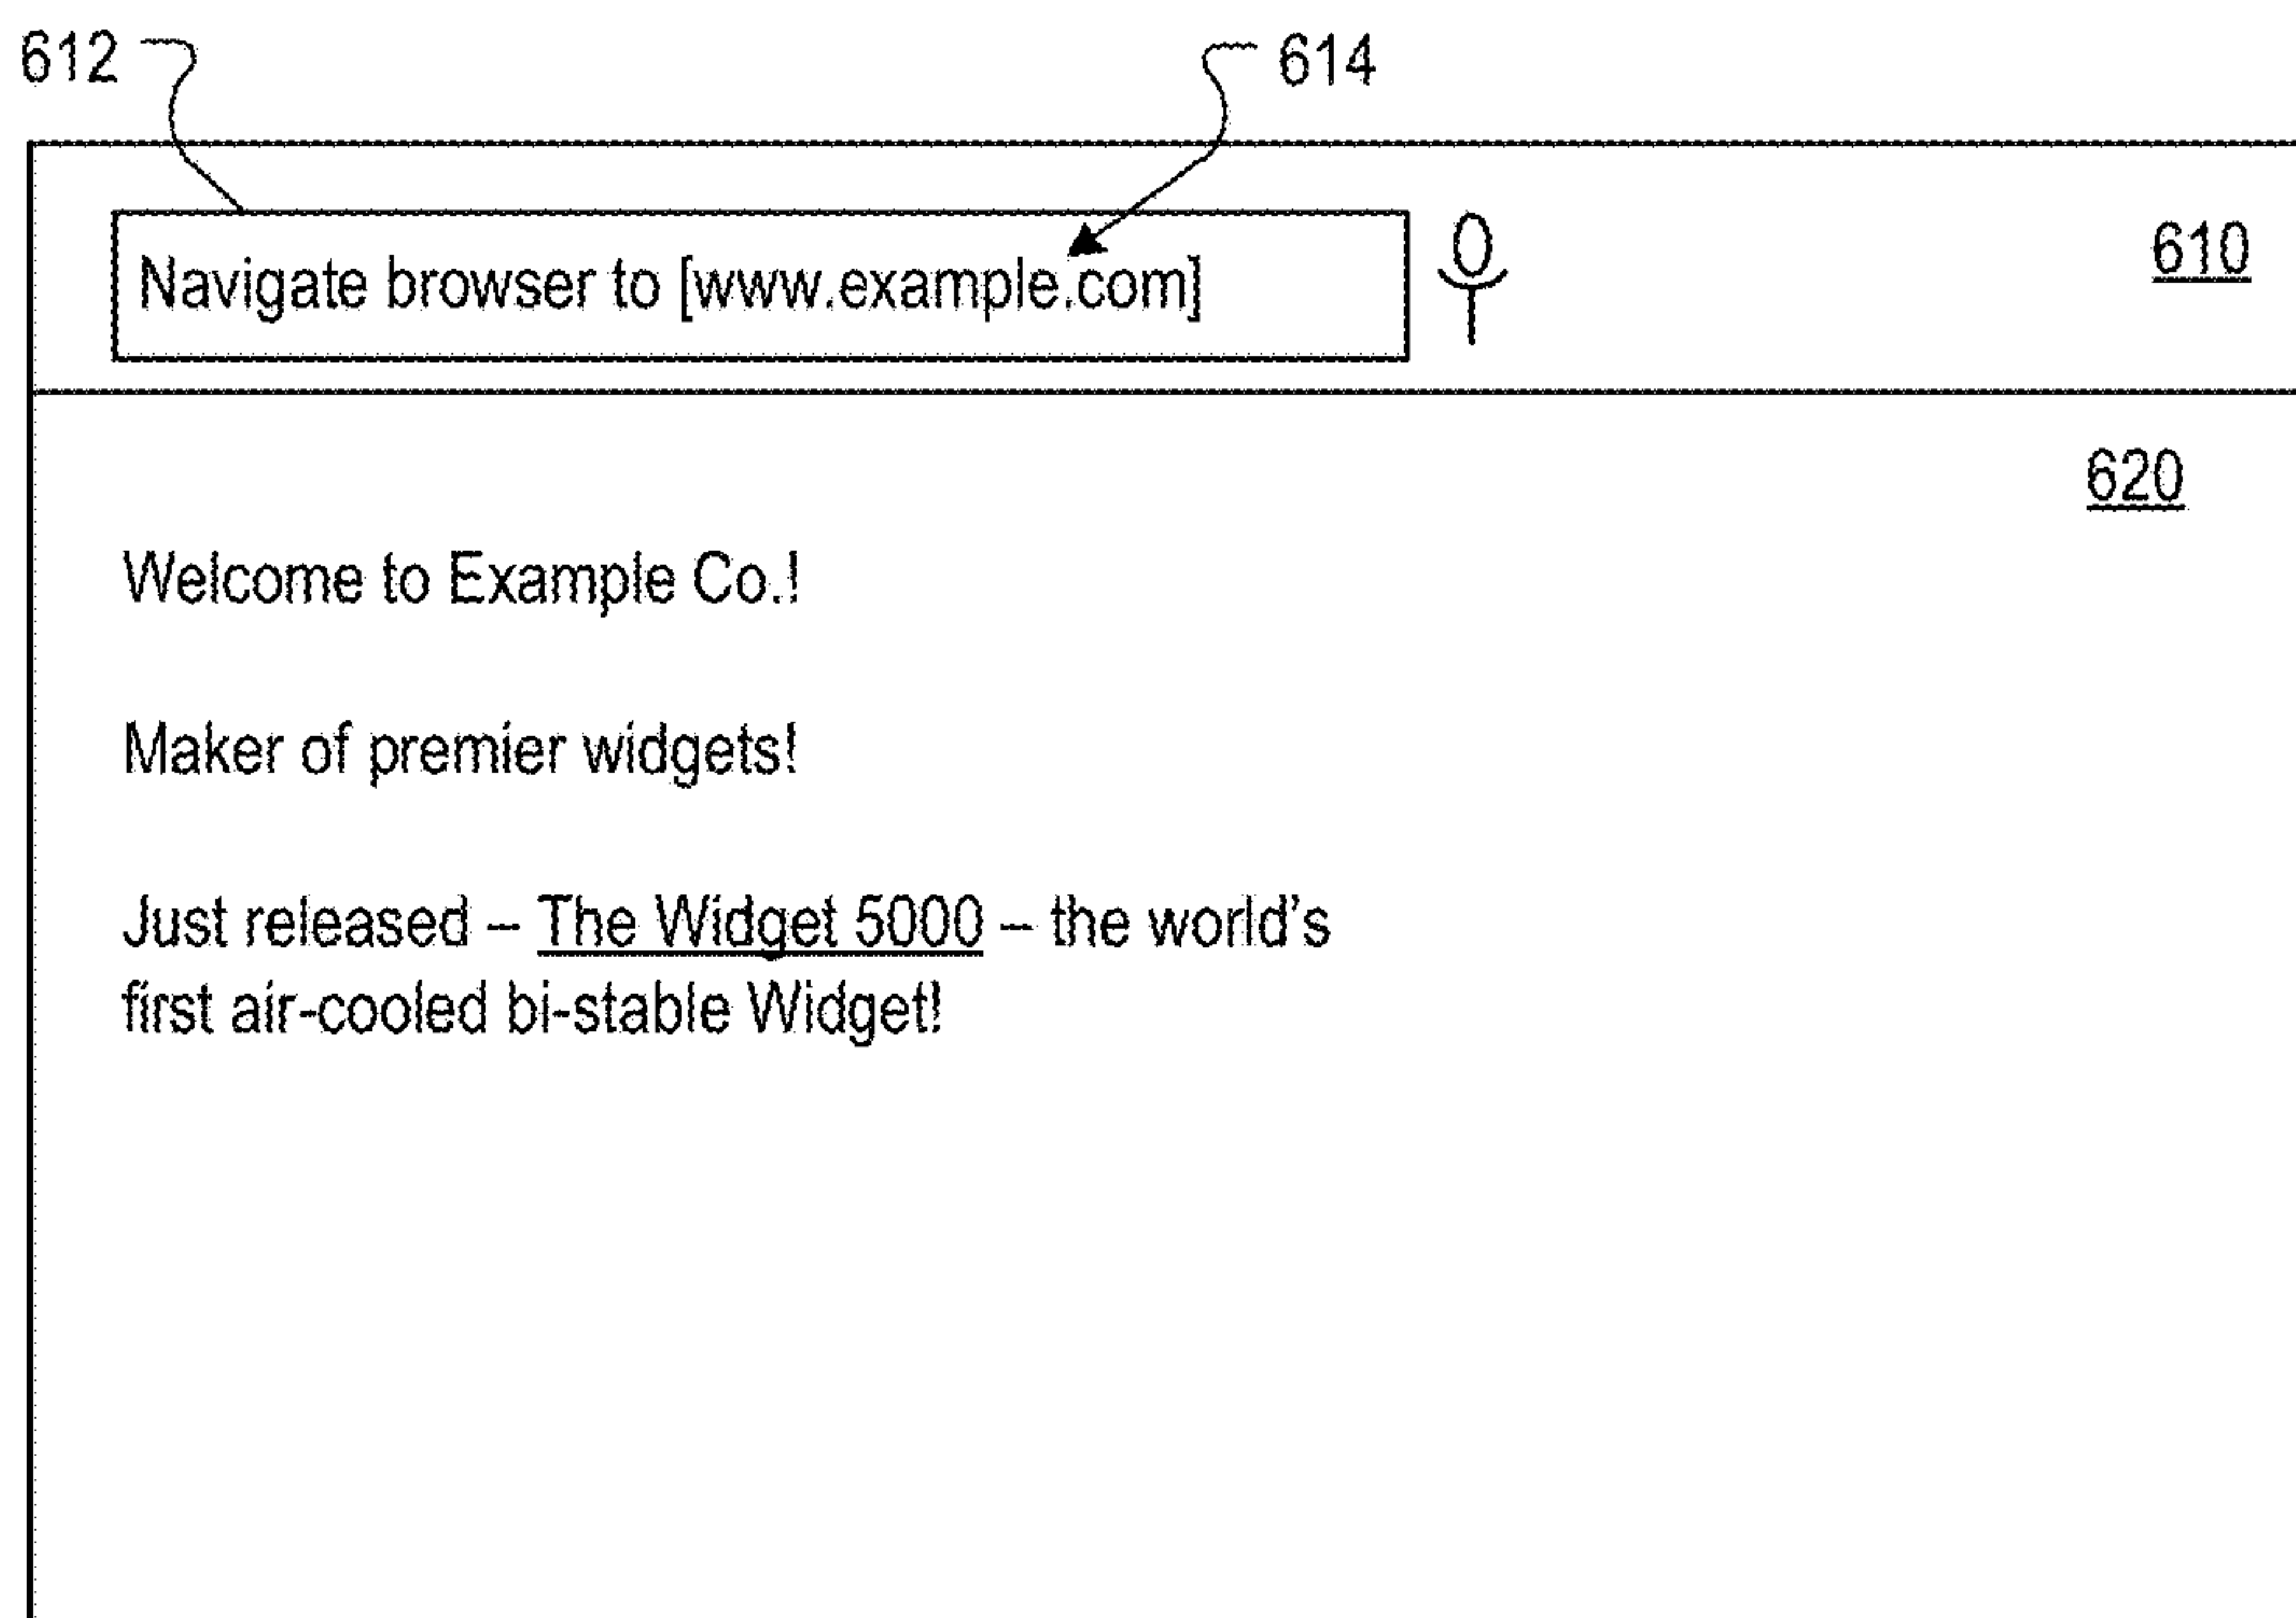 612
614
Navigate browser to [www.example.com]
610
620
Welcome to Example Co.!
Maker of premier widgets!
Just released – The Widget 5000 – the world's
first air-cooled bi-stable Widget!